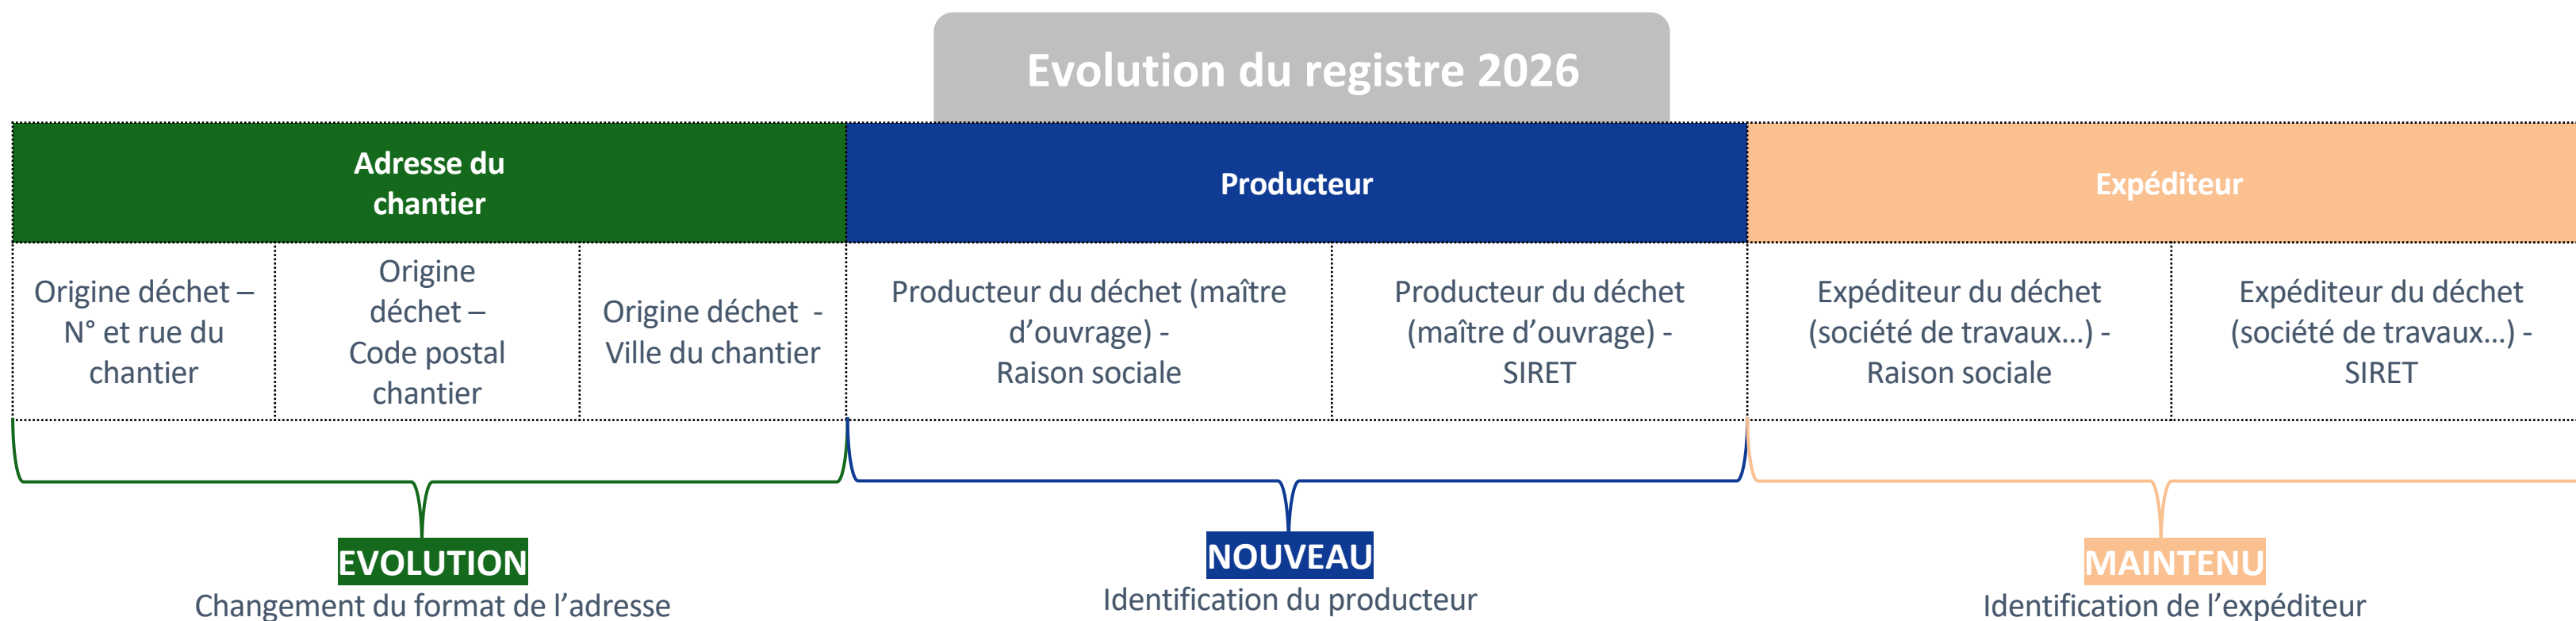 Evolution du registre 2026
Adresse du
chantier
Producteur
Expéditeur
Origine déchet –
N° et rue du
chantier
Origine
déchet –
Code postal
chantier
Origine déchet -
Ville du chantier
Producteur du déchet (maître
d’ouvrage) -
Raison sociale
Producteur du déchet
(maître d’ouvrage) -
SIRET
Expéditeur du déchet
(société de travaux...) -
Raison sociale
Expéditeur du déchet
(société de travaux...) -
SIRET
EVOLUTION
Changement du format de l’adresse
NOUVEAU
Identification du producteur
MAINTENU
Identification de l’expéditeur